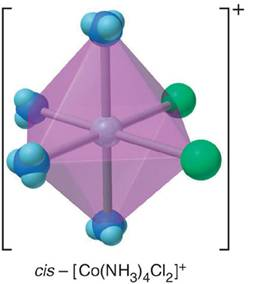 +
cis – [Co(NH₃)₄Cl₂]⁺